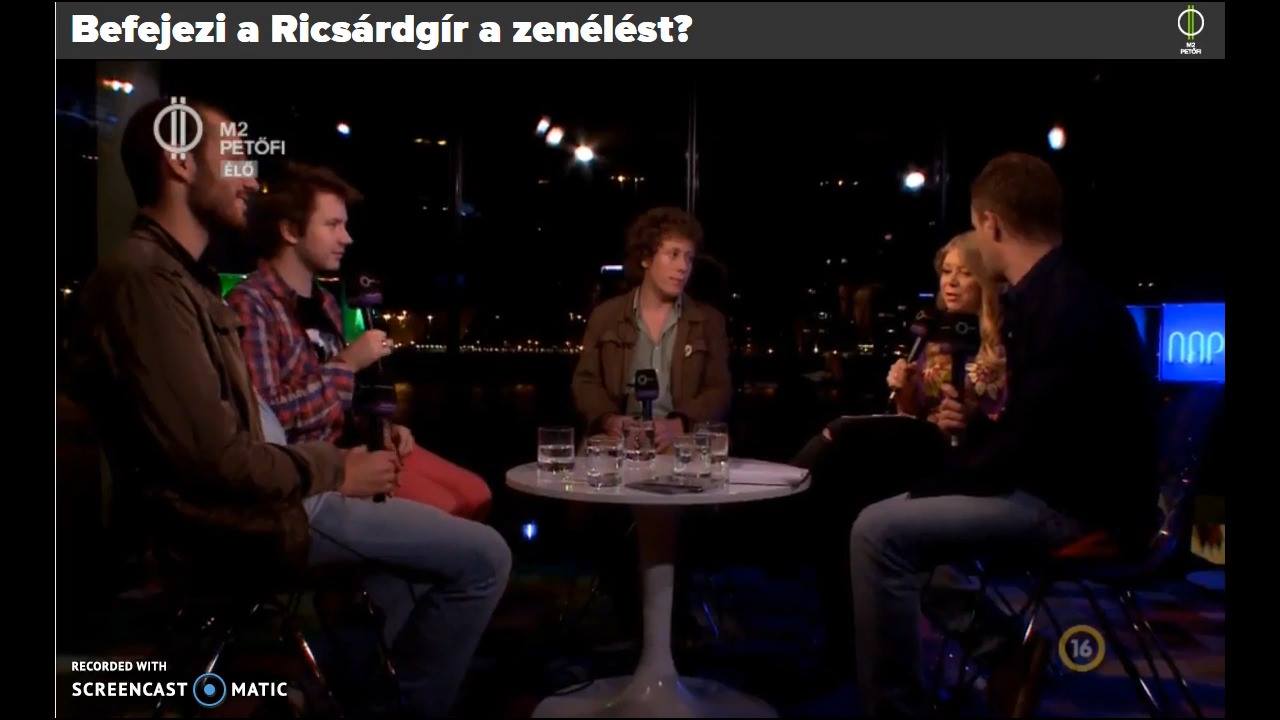 Befejezi a Ricsárdgír a zenélést?
M2
PETŐFI
M2
PETŐFI
ÉLŐ
16
RECORDED WITH
SCREENCAST MATIC